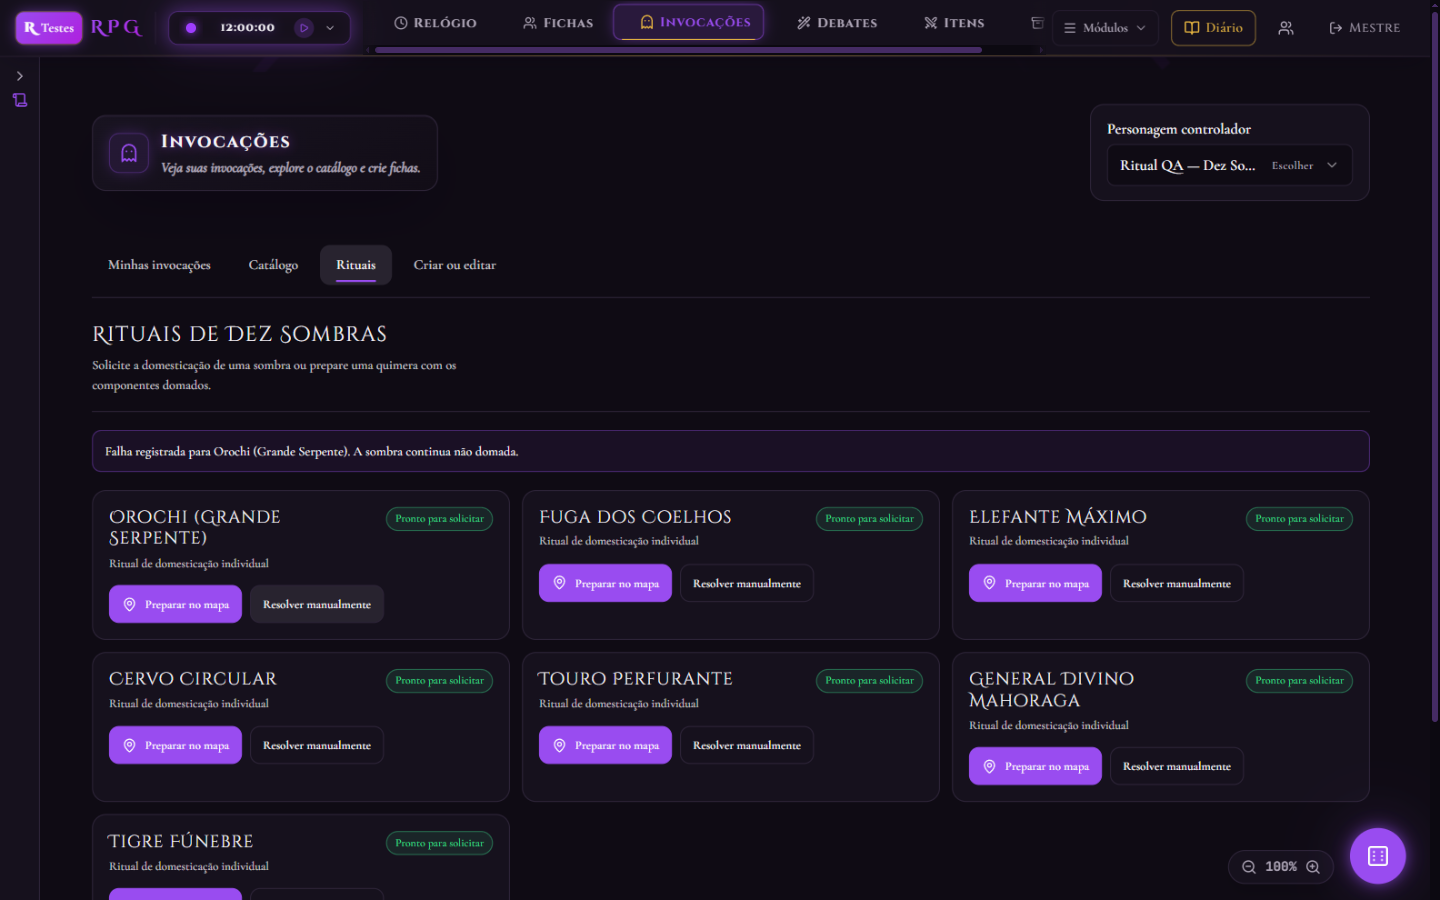 R Testes
RPG
12:00:00
Relógio
Fichas
Invocações
Debates
Itens
Módulos
Diário
MESTRE
Invocações
Veja suas invocações, explore o catálogo e crie fichas.
Personagem controlador
Ritual QA — Dez So...
Escolher
Minhas invocações
Catálogo
Rituais
Criar ou editar
Rituais de Dez Sombras
Solicite a domesticação de uma sombra ou prepare uma quimera com os
componentes domados.
Falha registrada para Orochi (Grande Serpente). A sombra continua não domada.
Orochi (Grande
Serpente)
Pronto para solicitar
Ritual de domesticação individual
Preparar no mapa
Resolver manualmente
Fuga dos Coelhos
Pronto para solicitar
Ritual de domesticação individual
Preparar no mapa
Resolver manualmente
Elefante Máximo
Pronto para solicitar
Ritual de domesticação individual
Preparar no mapa
Resolver manualmente
Cervo Circular
Pronto para solicitar
Ritual de domesticação individual
Preparar no mapa
Resolver manualmente
Touro Perfurante
Pronto para solicitar
Ritual de domesticação individual
Preparar no mapa
Resolver manualmente
General Divino
Mahoraga
Pronto para solicitar
Ritual de domesticação individual
Preparar no mapa
Resolver manualmente
Tigre Fúnebre
Pronto para solicitar
Ritual de domesticação individual
100%